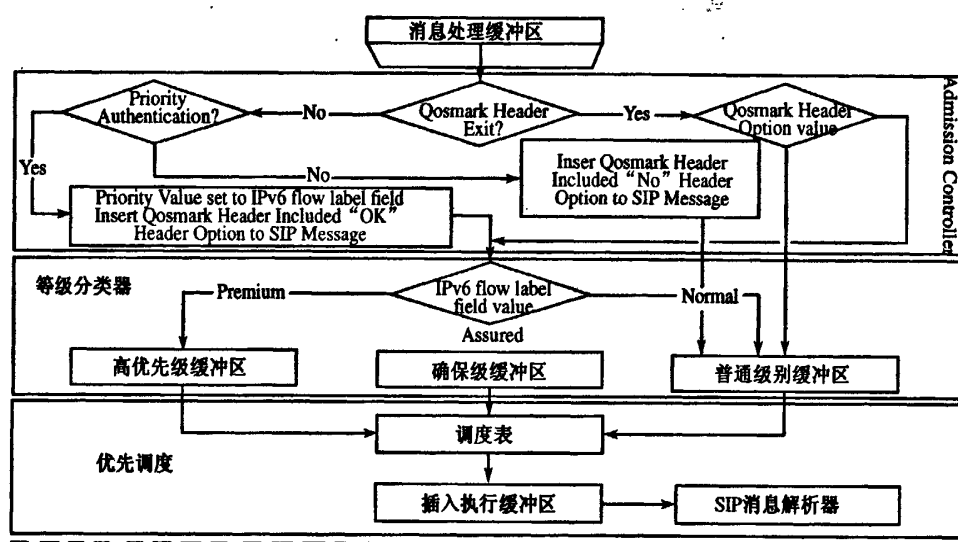 消息处理缓冲区
Priority
Authentication?
No
Qosmark Header
Exit?
Yes
Qosmark Header
Option value
Admission Controller
Yes
No
Inser Qosmark Header
Included “No” Header
Option to SIP Message
Priority Value set to IPv6 flow label field
Insert Qosmark Header Included “OK”
Header Option to SIP Message
等级分类器
Premium
IPv6 flow label
field value
Normal
Assured
高优先级缓冲区
确保级缓冲区
普通级别缓冲区
调度表
优先调度
插入执行缓冲区
SIP消息解析器